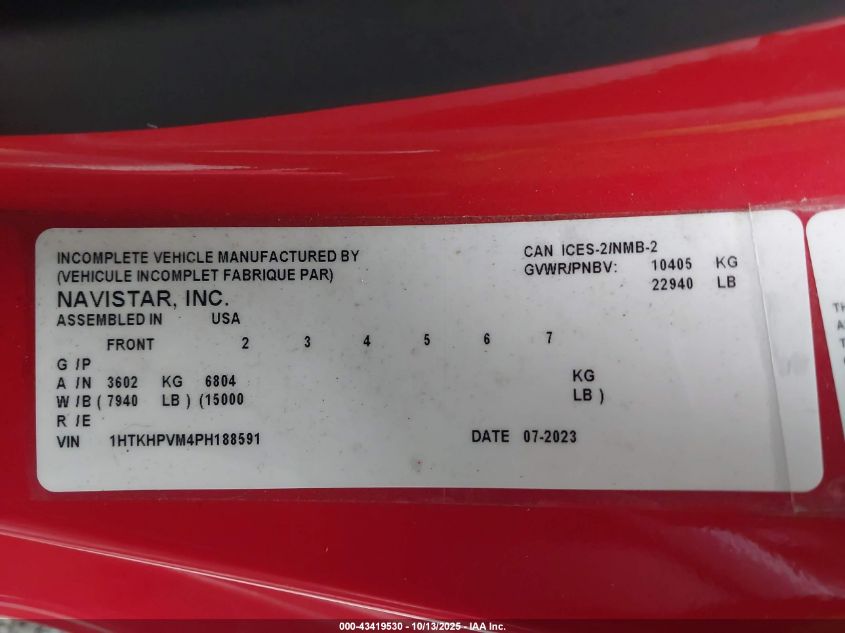 INCOMPLETE VEHICLE MANUFACTURED BY
(VEHICULE INCOMPLET FABRIQUE PAR)
NAVISTAR, INC.
ASSEMBLED IN USA
CAN ICES-2/NMB-2
GVWR/PNBV: 10405 KG
22940 LB
FRONT 2 3 4 5 6 7
G /P
A /N 3602 KG 6804 KG
W /B ( 7940 LB ) (15000 LB )
R /E
VIN 1HTKHPVM4PH188591 DATE 07-2023
000-43419530 - 10/13/2025 - IAA Inc.